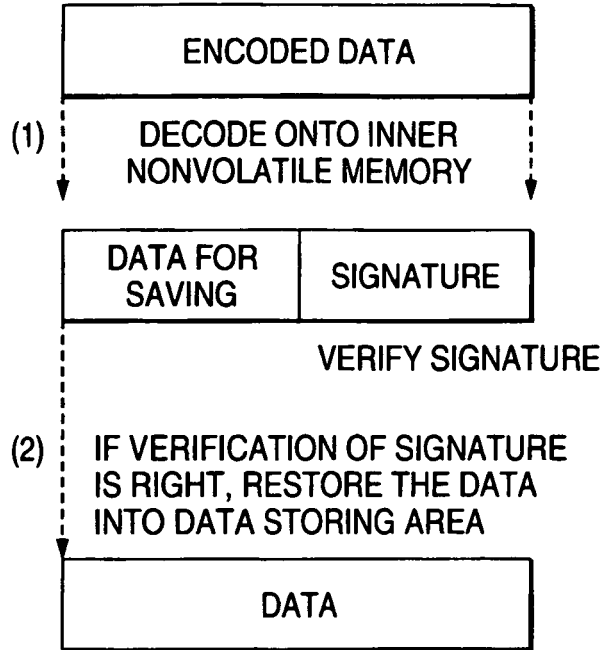 ENCODED DATA
(1) DECODE ONTO INNER
NONVOLATILE MEMORY
DATA FOR
SAVING
SIGNATURE
VERIFY SIGNATURE
(2) IF VERIFICATION OF SIGNATURE
IS RIGHT, RESTORE THE DATA
INTO DATA STORING AREA
DATA